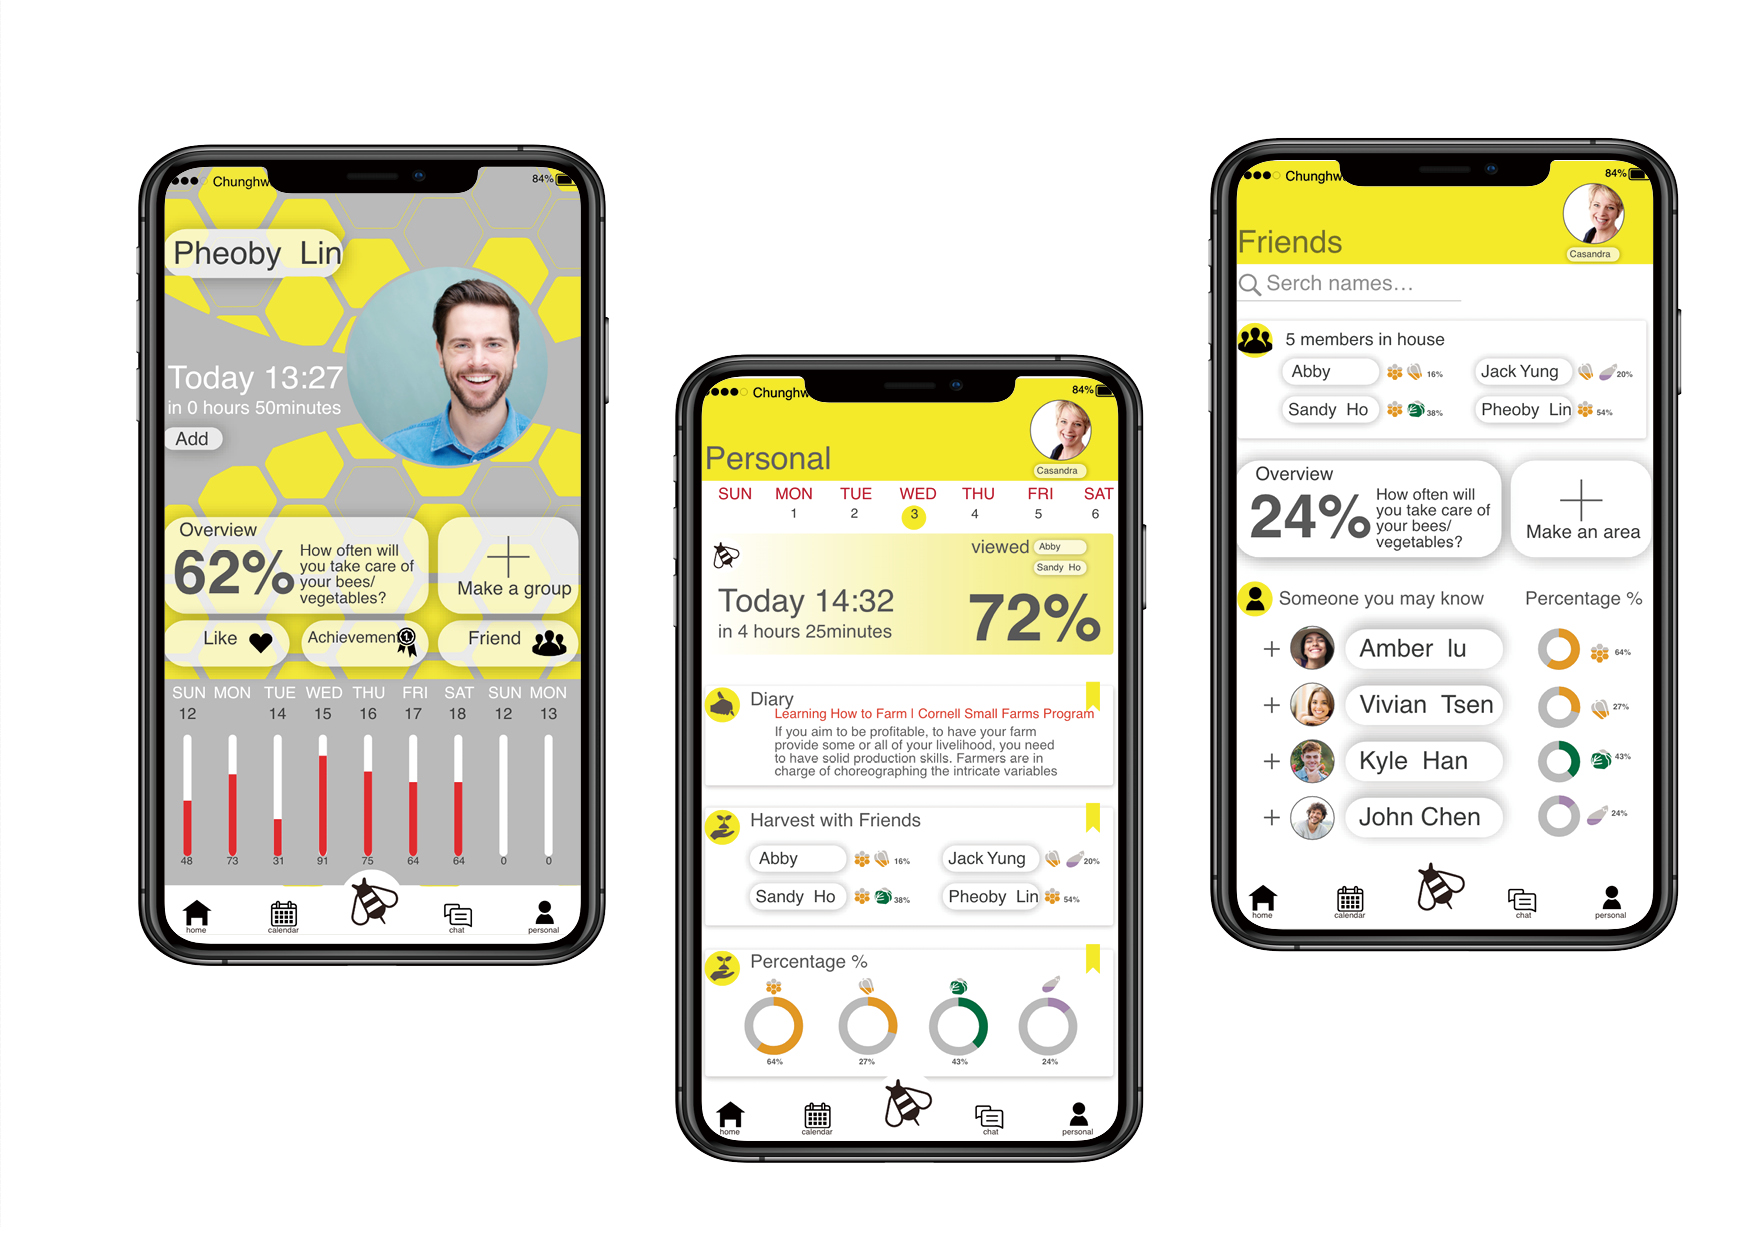 Chunghw
84%
Pheoby Lin
Today 13:27
in 0 hours 50minutes
Add
Overview
62%
How often will
you take care of
your bees/
vegetables?
Make a group
Like
Achievement
Friend
SUN MON TUE WED THU FRI SAT SUN MON
12 14 15 16 17 18 12 13
48 73 31 91 75 64 64 0 0
home calendar chat personal
Chunghw
84%
Casandra
Personal
SUN MON TUE WED THU FRI SAT
1 2 3 4 5 6
viewed Abby
Sandy Ho
Today 14:32
in 4 hours 25minutes
72%
Diary
Learning How to Farm | Cornell Small Farms Program
If you aim to be profitable, to have your farm
provide some or all of your livelihood, you need
to have solid production skills. Farmers are in
charge of choreographing the intricate variables
Harvest with Friends
Abby 16% Jack Yung 20%
Sandy Ho 38% Pheoby Lin 54%
Percentage %
64% 27% 43% 24%
home calendar chat personal
Chunghw
84%
Friends
Casandra
Serch names...
5 members in house
Abby 16% Jack Yung 20%
Sandy Ho 38% Pheoby Lin 54%
Overview
24%
How often will
you take care of
your bees/
vegetables?
Make an area
Someone you may know Percentage %
+ Amber lu 64%
+ Vivian Tsen 27%
+ Kyle Han 43%
+ John Chen 24%
home calendar chat personal